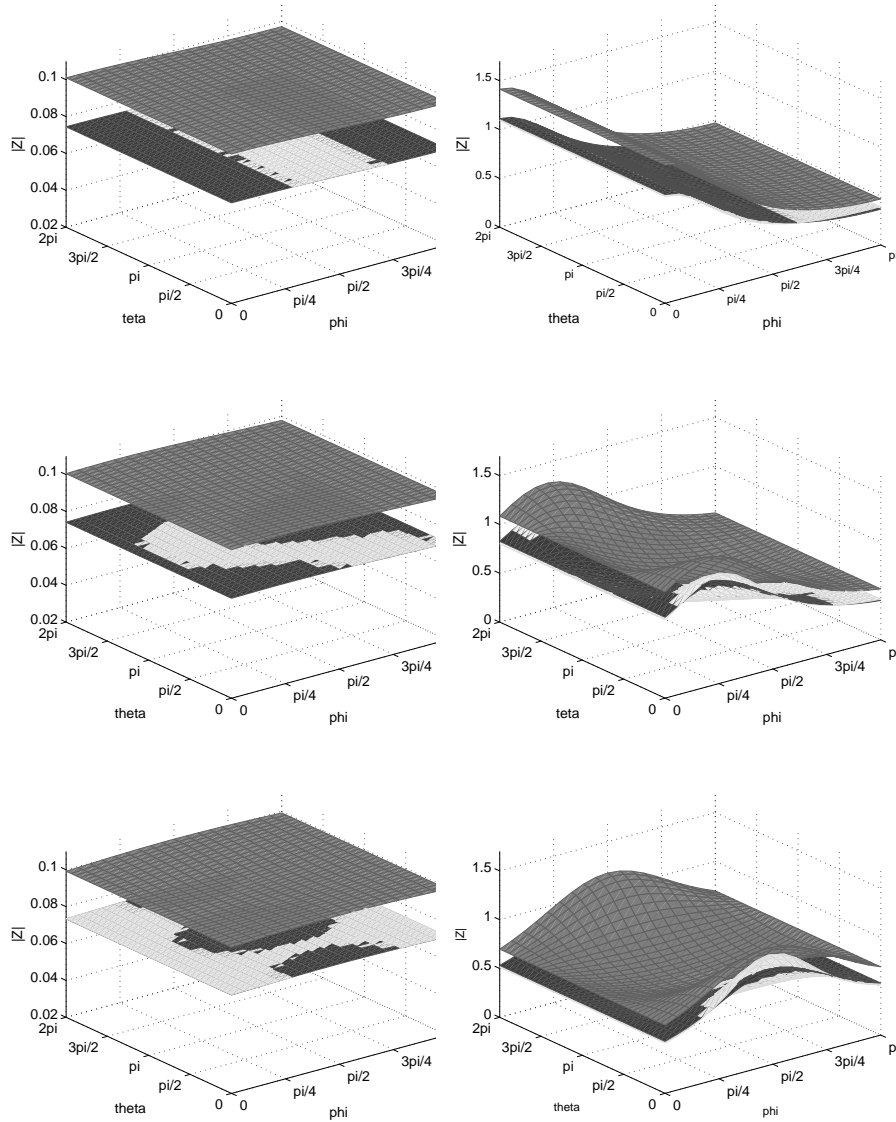 0.1
0.08
0.06
0.04
0.02
|Z|
2pi
3pi/2
pi
pi/2
0
teta
0
pi/4
pi/2
3pi/4
phi
1.5
1
0.5
0
|Z|
2pi
3pi/2
pi
pi/2
0
theta
0
pi/4
pi/2
3pi/4
p
phi
0.1
0.08
0.06
0.04
0.02
|Z|
2pi
3pi/2
pi
pi/2
0
theta
0
pi/4
pi/2
3pi/4
phi
1.5
1
0.5
0
|Z|
2pi
3pi/2
pi
pi/2
0
teta
0
pi/4
pi/2
3pi/4
p
phi
0.1
0.08
0.06
0.04
0.02
|Z|
2pi
3pi/2
pi
pi/2
0
theta
0
pi/4
pi/2
3pi/4
phi
1.5
1
0.5
0
|Z|
2pi
3pi/2
pi
pi/2
0
theta
0
pi/4
pi/2
3pi/4
p
phi